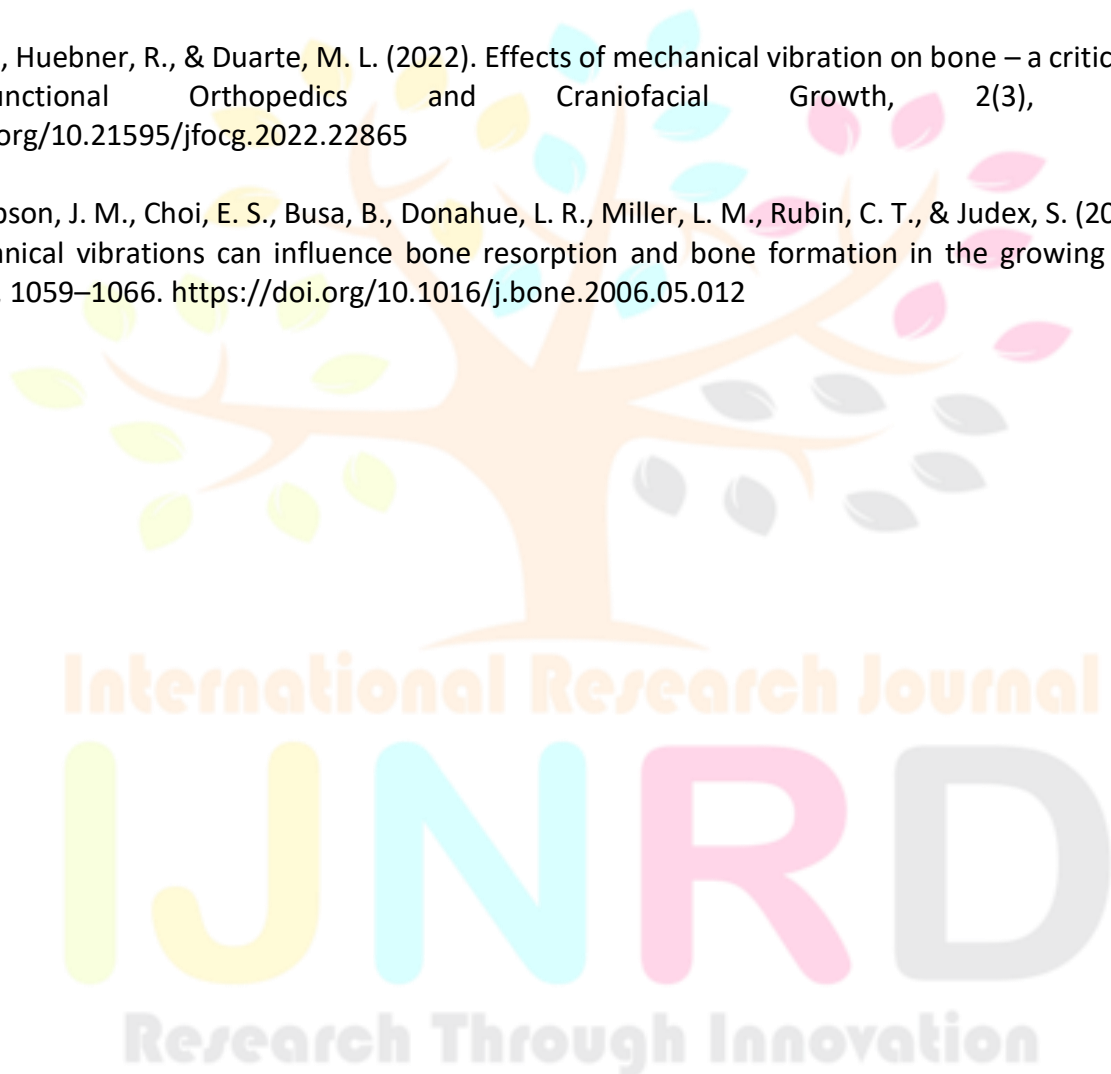 , Huebner, R., & Duarte, M. L. (2022). Effects of mechanical vibration on bone – a critic
unctional Orthopedics and Craniofacial Growth, 2(3),
org/10.21595/jfocg.2022.22865
oson, J. M., Choi, E. S., Busa, B., Donahue, L. R., Miller, L. M., Rubin, C. T., & Judex, S. (20
anical vibrations can influence bone resorption and bone formation in the growing
. 1059–1066. https://doi.org/10.1016/j.bone.2006.05.012
International Research Journal
IJNRD
Research Through Innovation